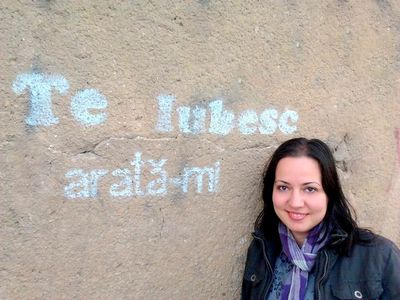 Te Iubesc
arată-mi